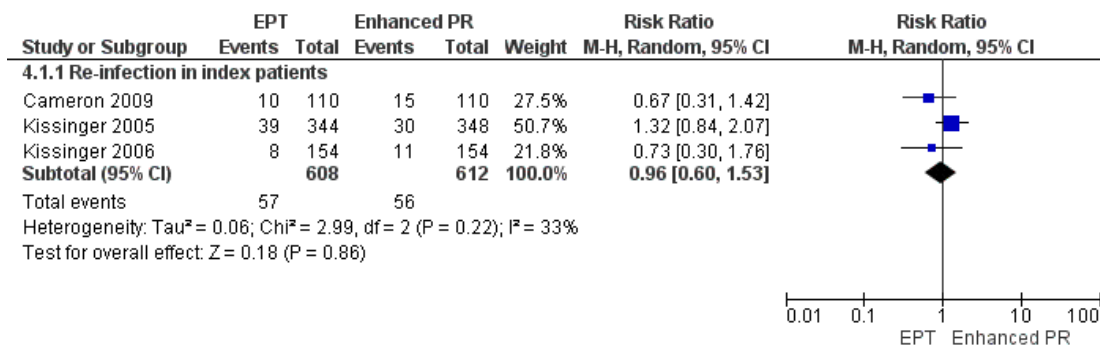 EPT Enhanced PR Risk Ratio Risk Ratio
Study or Subgroup Events Total Events Total Weight M-H, Random, 95% CI M-H, Random, 95% CI
4.1.1 Re-infection in index patients
Cameron 2009 10 110 15 110 27.5% 0.67 [0.31, 1.42]
Kissinger 2005 39 344 30 348 50.7% 1.32 [0.84, 2.07]
Kissinger 2006 8 154 11 154 21.8% 0.73 [0.30, 1.76]
Subtotal (95% CI) 608 612 100.0% 0.96 [0.60, 1.53]
Total events 57 56
Heterogeneity: Tau² = 0.06; Chi² = 2.99, df = 2 (P = 0.22); I² = 33%
Test for overall effect: Z = 0.18 (P = 0.86)
0.01 0.1 1 10 100
EPT Enhanced PR